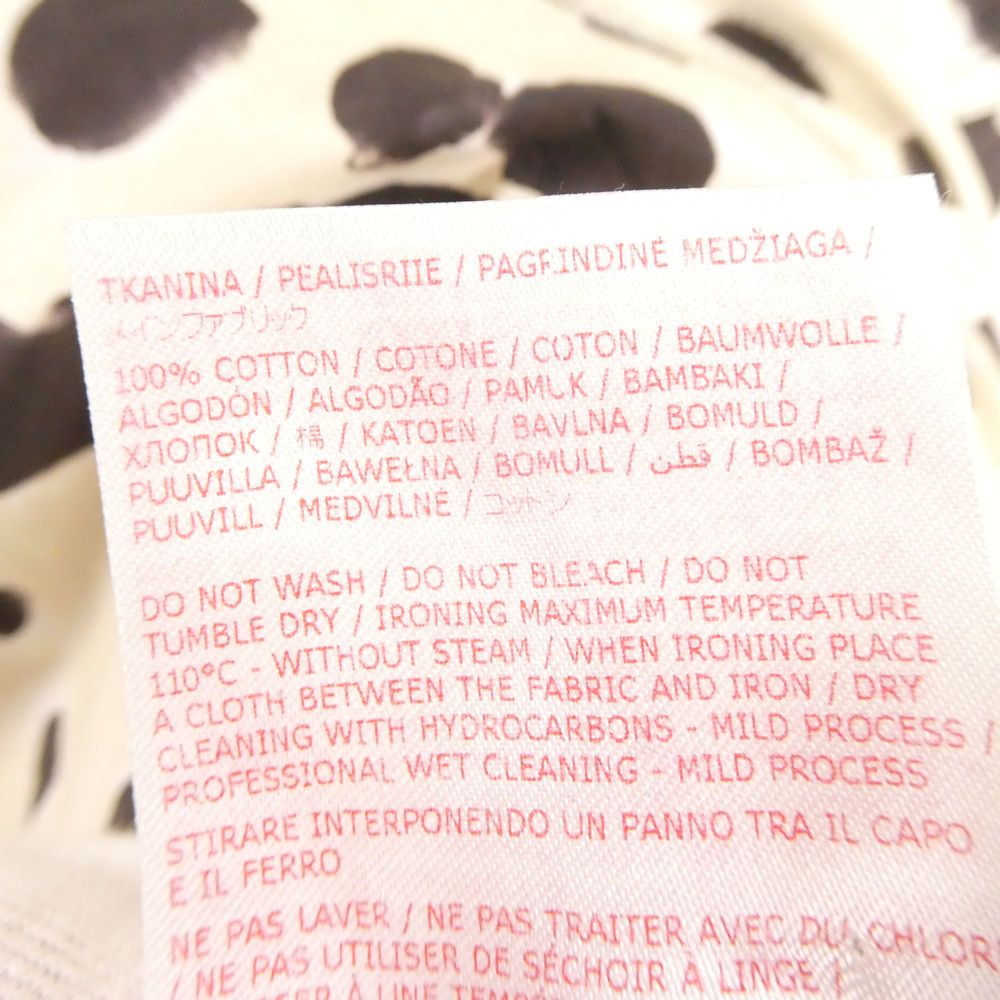 TKANINA / PEALISRIIE / PAGRINDINĖ MEDŽIAGA /
メインファブリック
100% COTTON / COTONE / COTON / BAUMWOLLE /
ALGODÓN / ALGODÃO / PAMUK / BAMBAKI /
ХЛОПОК / 棉 / KATOEN / BAVLNA / BOMULD /
PUUVILLA / BAWEŁNA / BOMULL / قطن / BOMBAŽ /
PUUVILL / MEDVILNĖ / コットン
DO NOT WASH / DO NOT BLEACH / DO NOT
TUMBLE DRY / IRONING MAXIMUM TEMPERATURE
110°C - WITHOUT STEAM / WHEN IRONING PLACE
A CLOTH BETWEEN THE FABRIC AND IRON / DRY
CLEANING WITH HYDROCARBONS - MILD PROCESS /
PROFESSIONAL WET CLEANING - MILD PROCESS
STIRARE INTERPONENDO UN PANNO TRA IL CAPO
E IL FERRO
NE PAS LAVER / NE PAS TRAITER AVEC DU CHLOR
/ NE PAS UTILISER DE SÉCHOIR À LINGE /
À UNE